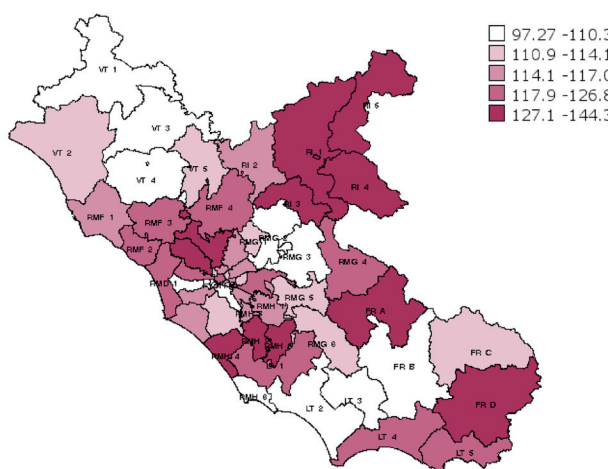 97.27 -110.3
110.9 -114.1
114.1 -117.0
117.9 -126.8
127.1 -144.3
VT 1
VT 3
VT 2
VT 4
VT 5
RI 2
RI 1
RI 5
RI 4
RI 3
RMF 1
RMF 3
RMF 4
RMF 2
RMG 2
RMG 3
RMG 4
RMD 1
RMG 5
RMG 6
FR A
FR B
FR C
FR D
RMH 6
LT 2
LT 3
LT 4
LT 5